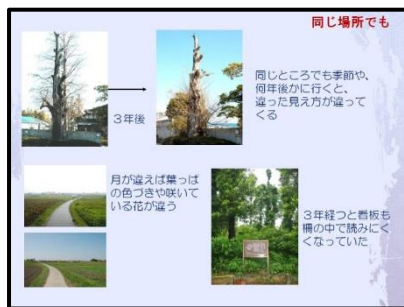 同じ場所でも
同じところでも季節や、
何年後かに行くと、
違った見え方が違って
くる
3年後
月が違えば葉っぱ
の色づきや咲いて
いる花が違う
3年経つと看板も
柵の中で読みにく
くなっていた